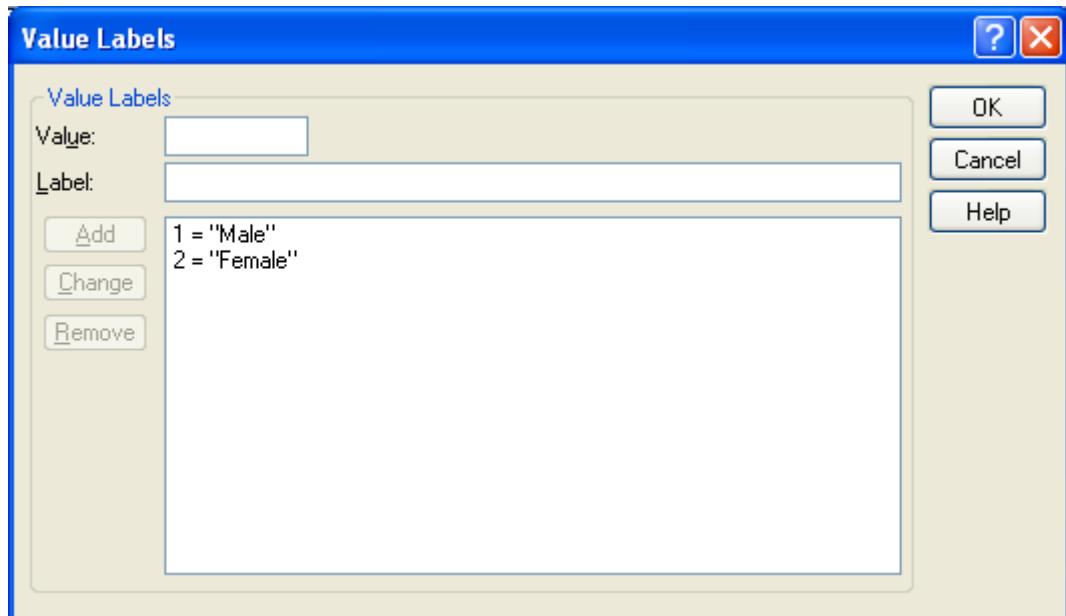 Value Labels
Value Labels
Value:
Label:
Add
Change
Remove
1 = "Male"
2 = "Female"
OK
Cancel
Help